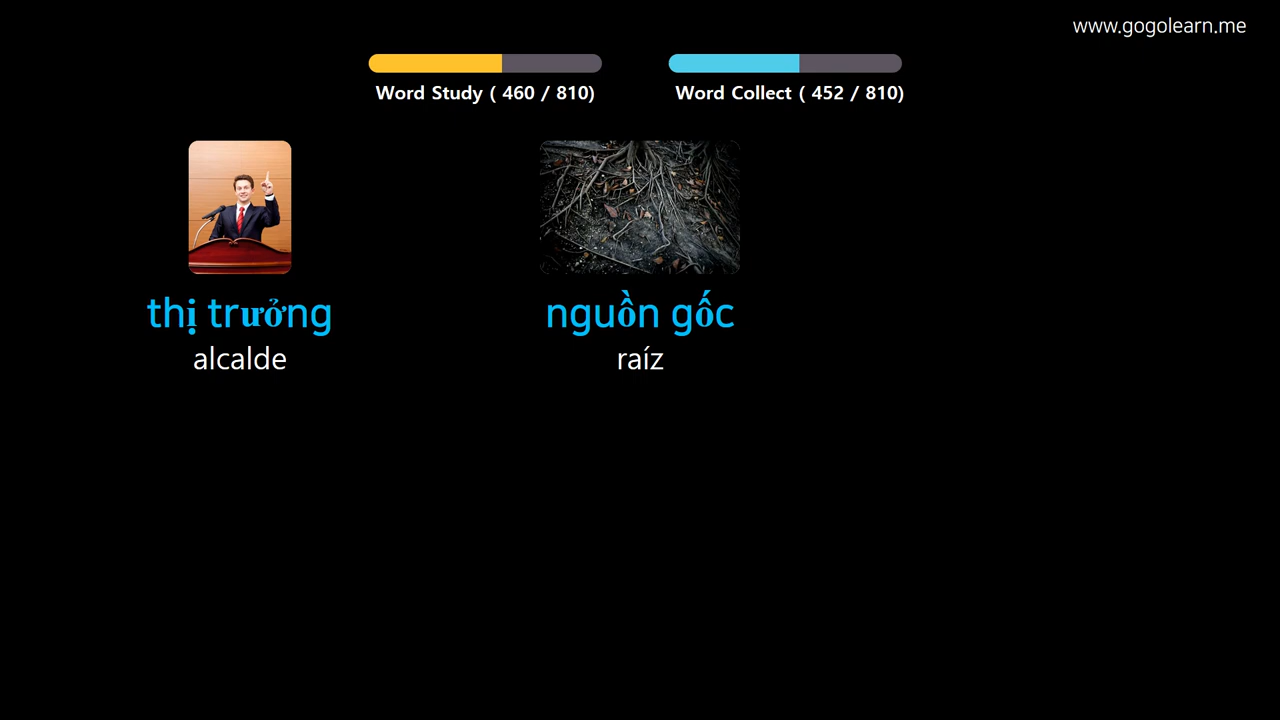 www.gogolearn.me
Word Study ( 460 / 810)
Word Collect ( 452 / 810)
thị trưởng
alcalde
nguồn gốc
raíz